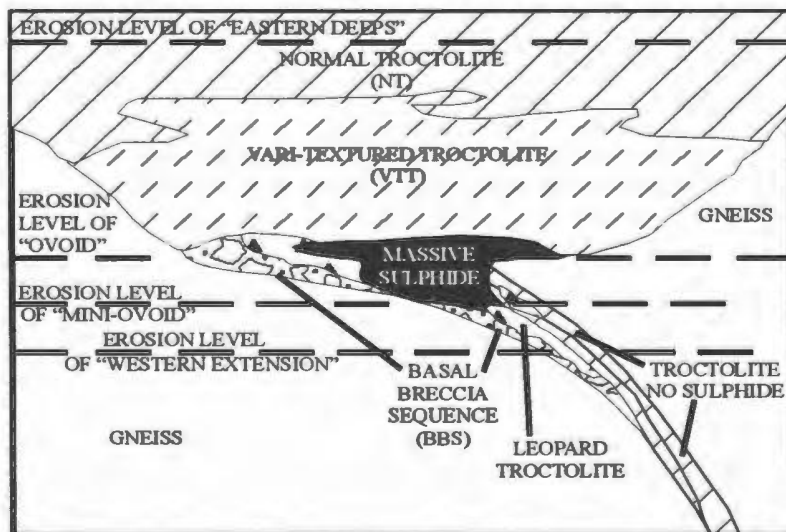 EROSION LEVEL OF "EASTERN DEEPS"
NORMAL TROCTOLITE
(NT)
VARI-TEXTURED TROCTOLITE
(VTT)
EROSION
LEVEL OF
"OVOID"
GNEISS
MASSIVE
SULPHIDE
EROSION LEVEL
OF "MINI-OVOID"
EROSION LEVEL
OF "WESTERN EXTENSION"
BASAL
BRECCIA
SEQUENCE
(BBS)
TROCTOLITE
NO SULPHIDE
GNEISS
LEOPARD
TROCTOLITE